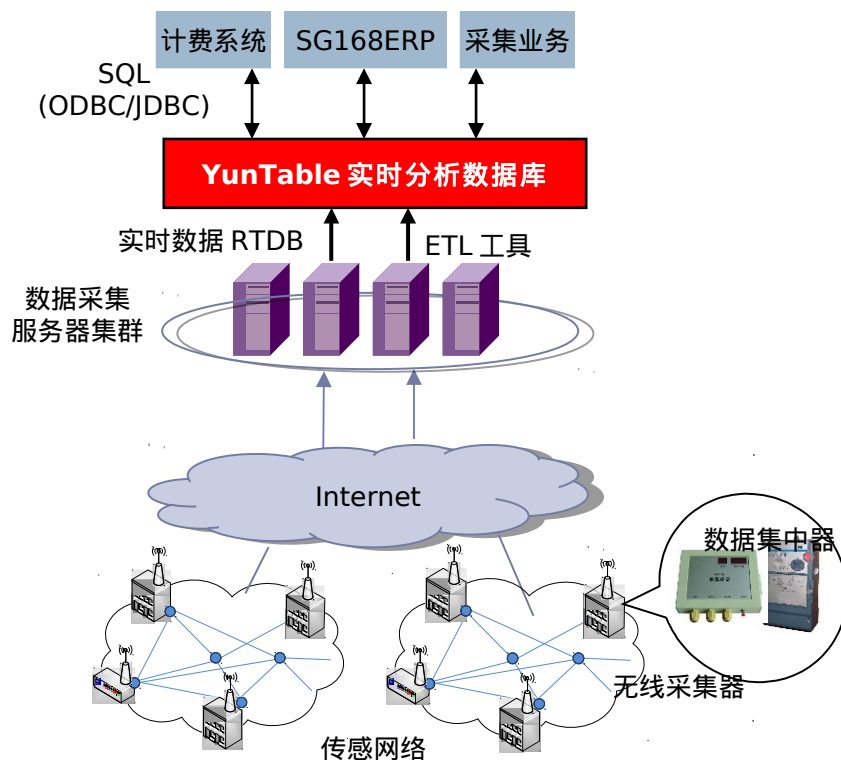 计费系统
SG168ERP
采集业务
SQL
(ODBC/JDBC)
YunTable 实时分析数据库
实时数据 RTDB
ETL 工具
数据采集
服务器集群
Internet
数据集中器
无线采集器
传感网络